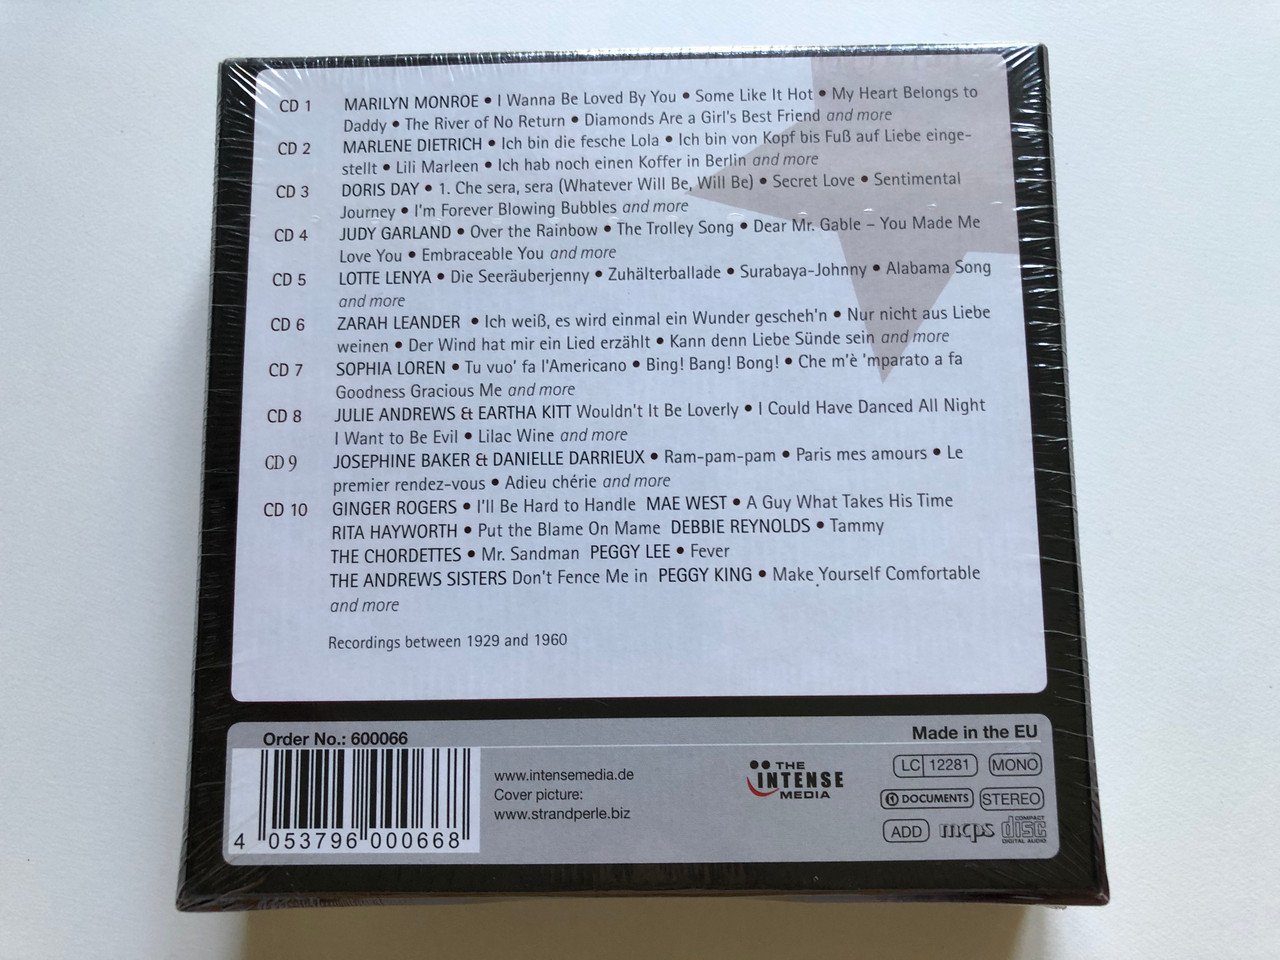 CD 1 MARILYN MONROE • I Wanna Be Loved By You • Some Like It Hot • My Heart Belongs to
Daddy • The River of No Return • Diamonds Are a Girl's Best Friend and more
CD 2 MARLENE DIETRICH • Ich bin die fesche Lola • Ich bin von Kopf bis Fuß auf Liebe einge-
stellt • Lili Marleen • Ich hab noch einen Koffer in Berlin and more
CD 3 DORIS DAY • 1. Che sera, sera (Whatever Will Be, Will Be) • Secret Love • Sentimental
Journey • I'm Forever Blowing Bubbles and more
CD 4 JUDY GARLAND • Over the Rainbow • The Trolley Song • Dear Mr. Gable – You Made Me
Love You • Embraceable You and more
CD 5 LOTTE LENYA • Die Seeräuberjenny • Zuhälterballade • Surabaya-Johnny • Alabama Song
and more
CD 6 ZARAH LEANDER • Ich weiß, es wird einmal ein Wunder gescheh'n • Nur nicht aus Liebe
weinen • Der Wind hat mir ein Lied erzählt • Kann denn Liebe Sünde sein and more
CD 7 SOPHIA LOREN • Tu vuo' fa l'Americano • Bing! Bang! Bong! • Che m'è 'mparato a fa
Goodness Gracious Me and more
CD 8 JULIE ANDREWS & EARTHA KITT Wouldn't It Be Loverly • I Could Have Danced All Night
I Want to Be Evil • Lilac Wine and more
CD 9 JOSEPHINE BAKER & DANIELLE DARRIEUX • Ram-pam-pam • Paris mes amours • Le
premier rendez-vous • Adieu chérie and more
CD 10 GINGER ROGERS • I'll Be Hard to Handle MAE WEST • A Guy What Takes His Time
RITA HAYWORTH • Put the Blame On Mame DEBBIE REYNOLDS • Tammy
THE CHORDETTES • Mr. Sandman PEGGY LEE • Fever
THE ANDREWS SISTERS Don't Fence Me in PEGGY KING • Make Yourself Comfortable
and more
Recordings between 1929 and 1960
Order No.: 600066
Made in the EU
4 053796 000668
www.intensemedia.de
Cover picture:
www.strandperle.biz
THE
INTENSE
MEDIA
LC 12281 MONO
DOCUMENTS STEREO
ADD mcps COMPACT disc DIGITAL AUDIO